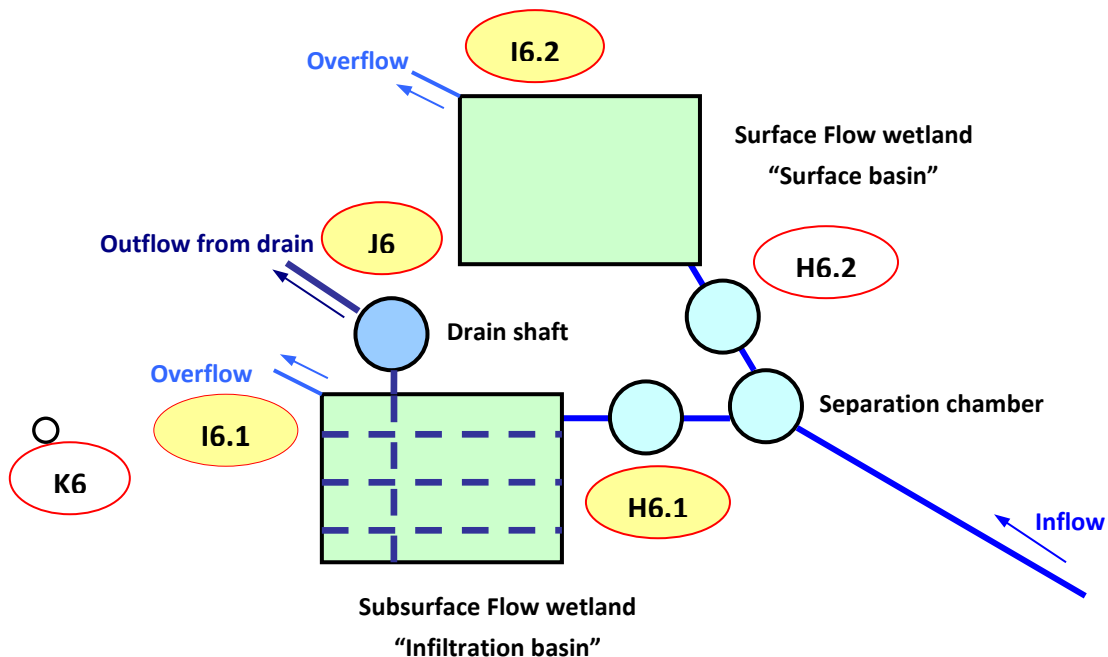 I6.2
Overflow
Surface Flow wetland
“Surface basin”
J6
Outflow from drain
H6.2
Drain shaft
Overflow
Separation chamber
I6.1
K6
H6.1
Inflow
Subsurface Flow wetland
“Infiltration basin”